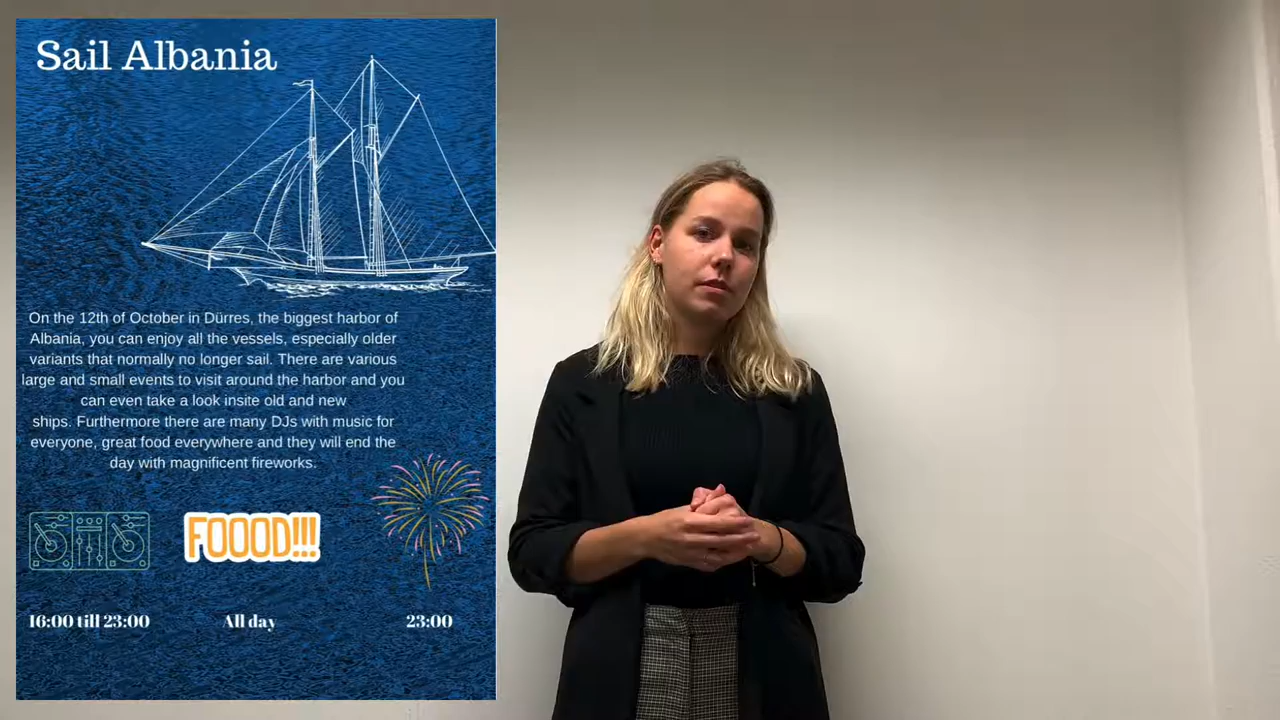 Sail Albania
On the 12th of October in Dürres, the biggest harbor of
Albania, you can enjoy all the vessels, especially older
variants that normally no longer sail. There are various
large and small events to visit around the harbor and you
can even take a look insite old and new
ships. Furthermore there are many DJs with music for
everyone, great food everywhere and they will end the
day with magnificent fireworks.
FOOOD!!!
16:00 till 23:00
All day
23:00